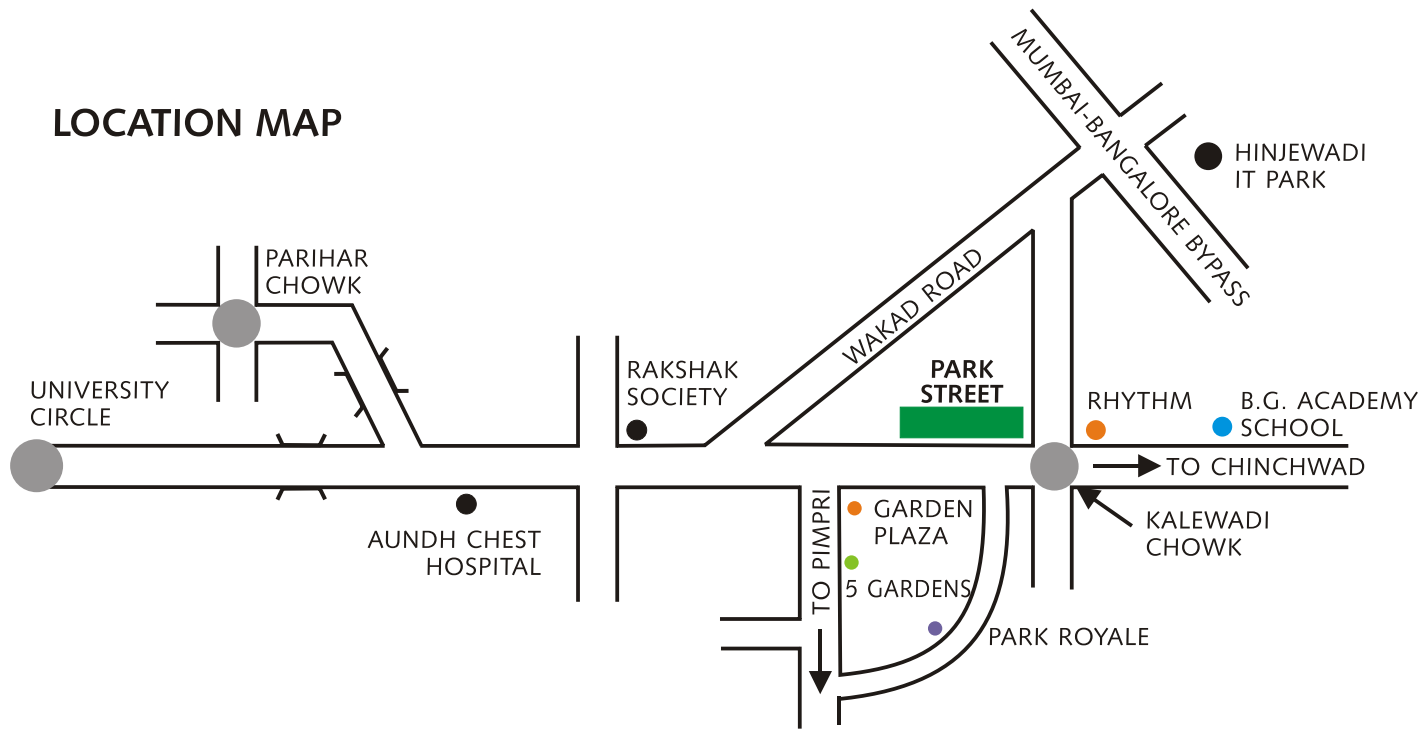 LOCATION MAP
MUMBAI-BANGALORE BYPASS
HINJEWADI
IT PARK
PARIHAR
CHOWK
WAKAD ROAD
UNIVERSITY
CIRCLE
RAKSHAK
SOCIETY
PARK
STREET
RHYTHM
B.G. ACADEMY
SCHOOL
TO CHINCHWAD
AUNDH CHEST
HOSPITAL
TO PIMPRI
GARDEN
PLAZA
5 GARDENS
KALEWADI
CHOWK
PARK ROYALE